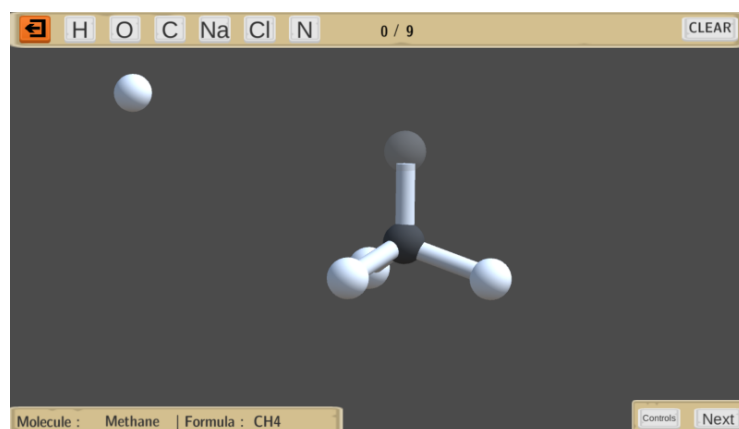 H O C Na Cl N 0 / 9 CLEAR
Molecule : Methane | Formula : CH4
Controls Next